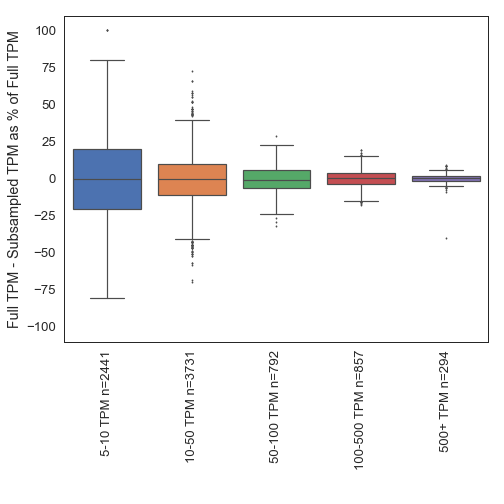 Full TPM - Subsampled TPM as % of Full TPM
100
75
50
25
0
−25
−50
−75
−100
5-10 TPM n=2441
10-50 TPM n=3731
50-100 TPM n=792
100-500 TPM n=857
500+ TPM n=294